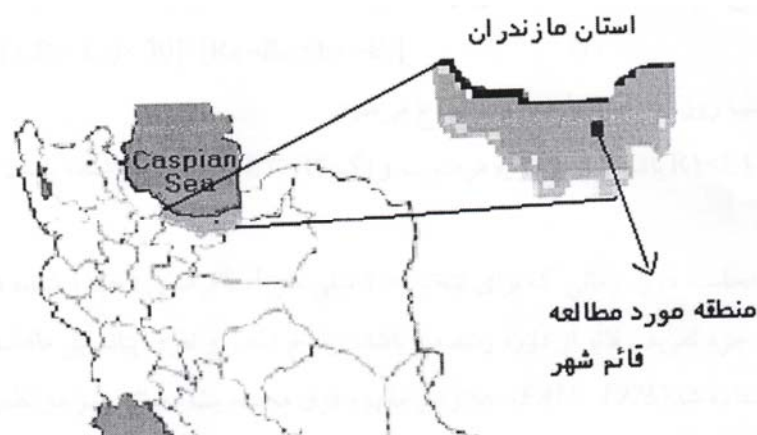 استان مازندران
Caspian
Sea
منطقه مورد مطالعه
قائم شهر